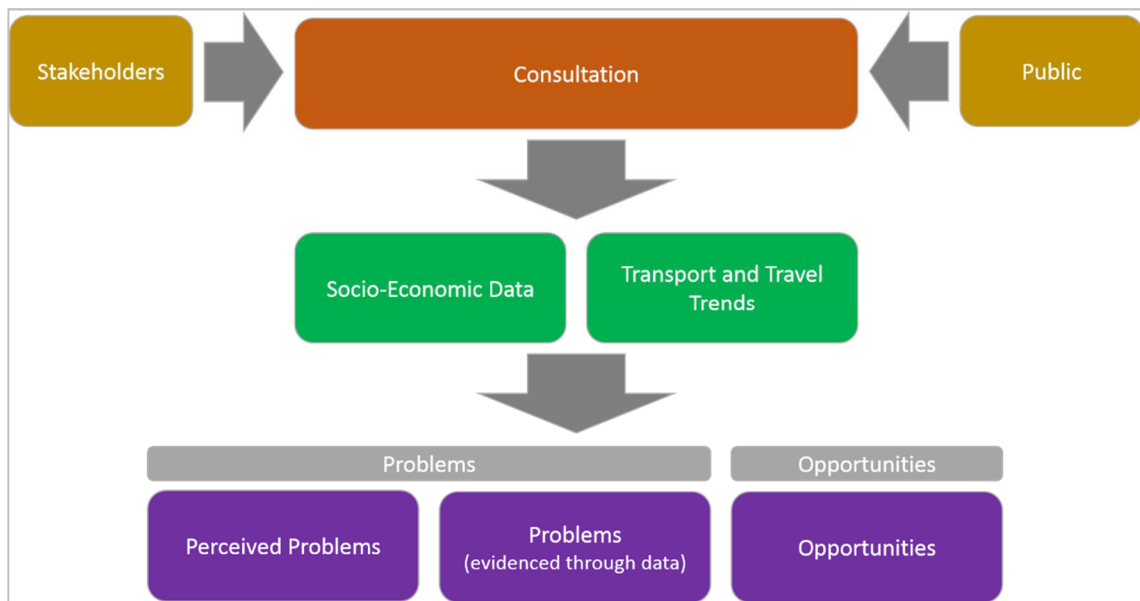 Stakeholders
Consultation
Public
Socio-Economic Data
Transport and Travel
Trends
Problems
Opportunities
Perceived Problems
Problems
(evidenced through data)
Opportunities